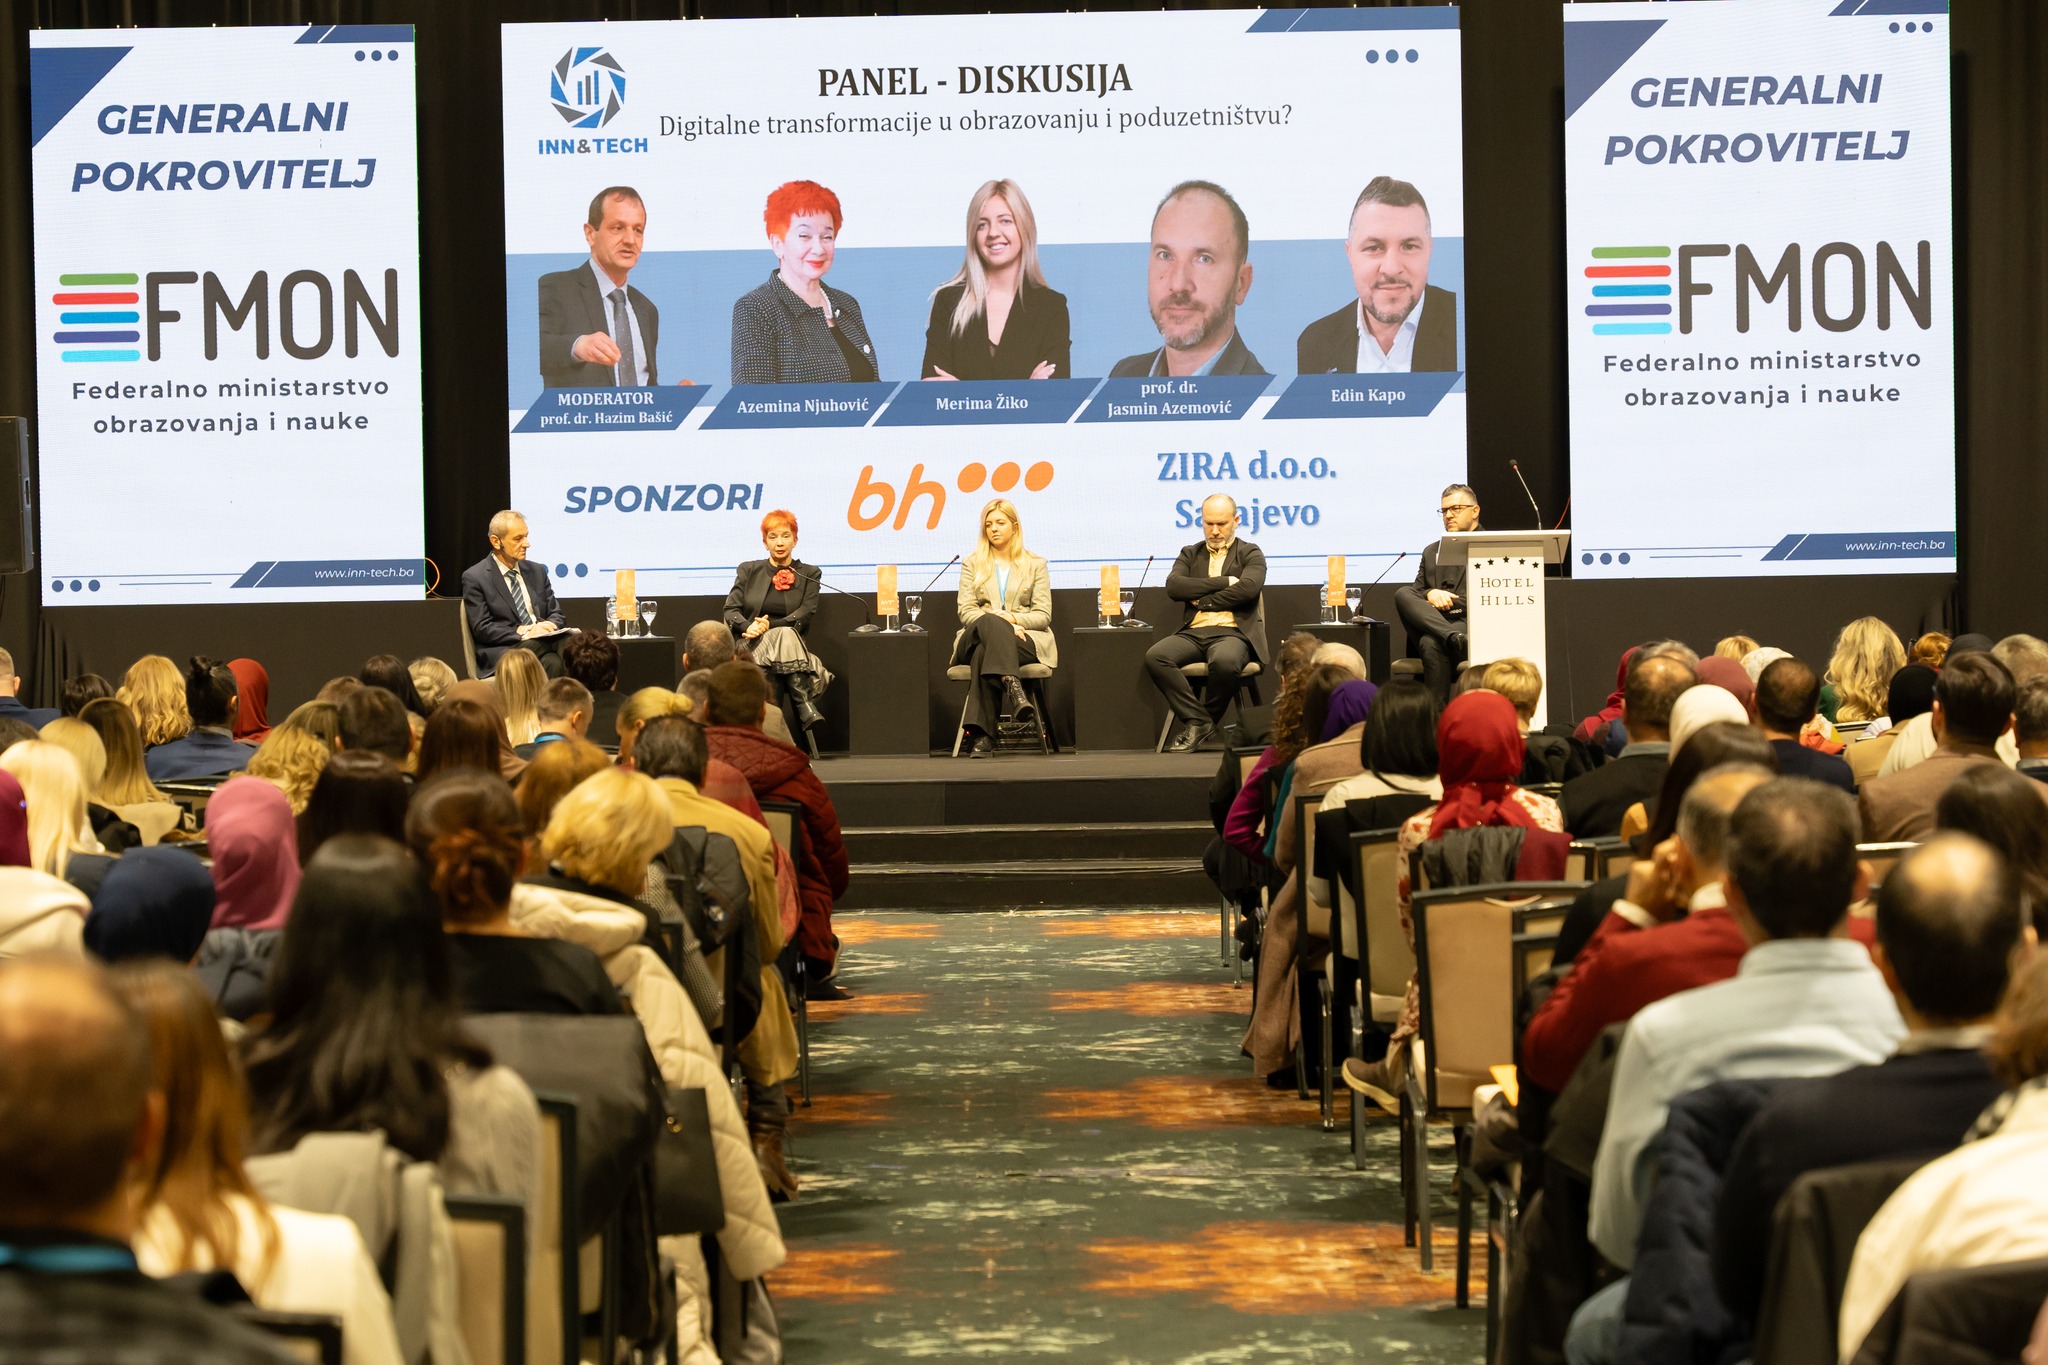 GENERALNI
POKROVITELJ
FMON
Federalno ministarstvo
obrazovanja i nauke
www.inn-tech.ba
INN&TECH
PANEL - DISKUSIJA
Digitalne transformacije u obrazovanju i poduzetništvu?
MODERATOR
prof. dr. Hazim Bašić
Azemina Njuhović
Merima Žiko
prof. dr.
Jasmin Azemović
Edin Kapo
SPONZORI
bh
ZIRA d.o.o.
GENERALNI
POKROVITELJ
FMON
Federalno ministarstvo
obrazovanja i nauke
www.inn-tech.ba
HOTEL
HILLS